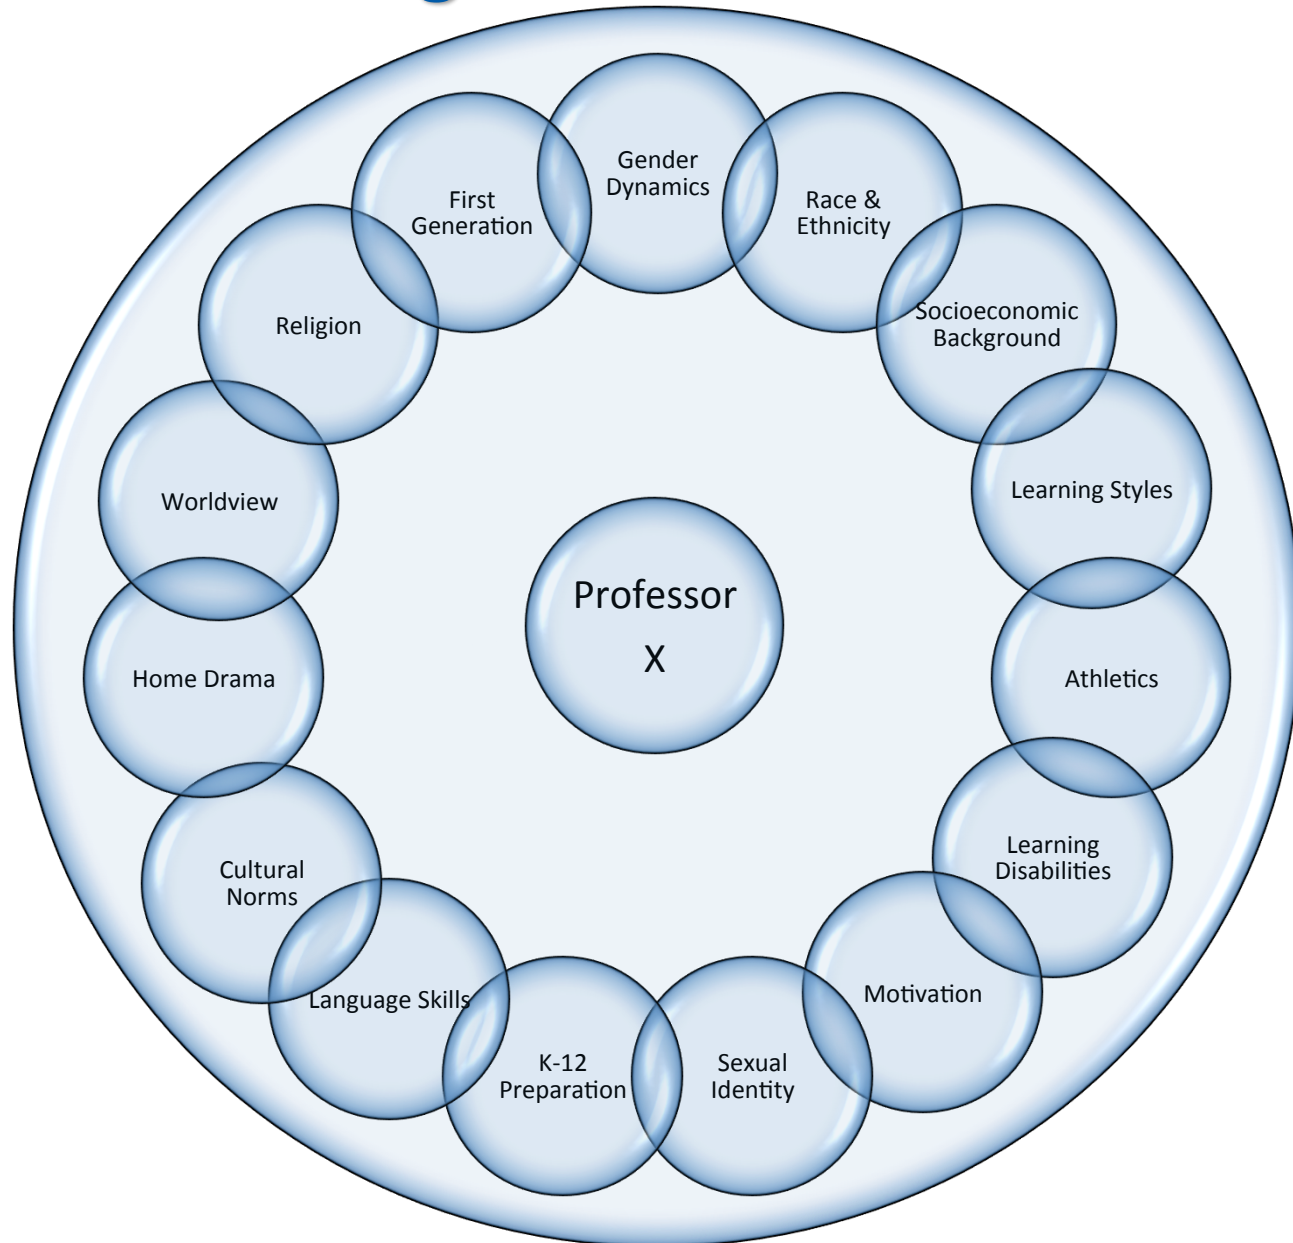 Gender
Dynamics
Race &
Ethnicity
Socioeconomic
Background
Learning Styles
Athletics
Learning
Disabilities
Motivation
Sexual
Identity
K-12
Preparation
Language Skills
Cultural
Norms
Home Drama
Worldview
Religion
First
Generation
Professor
X